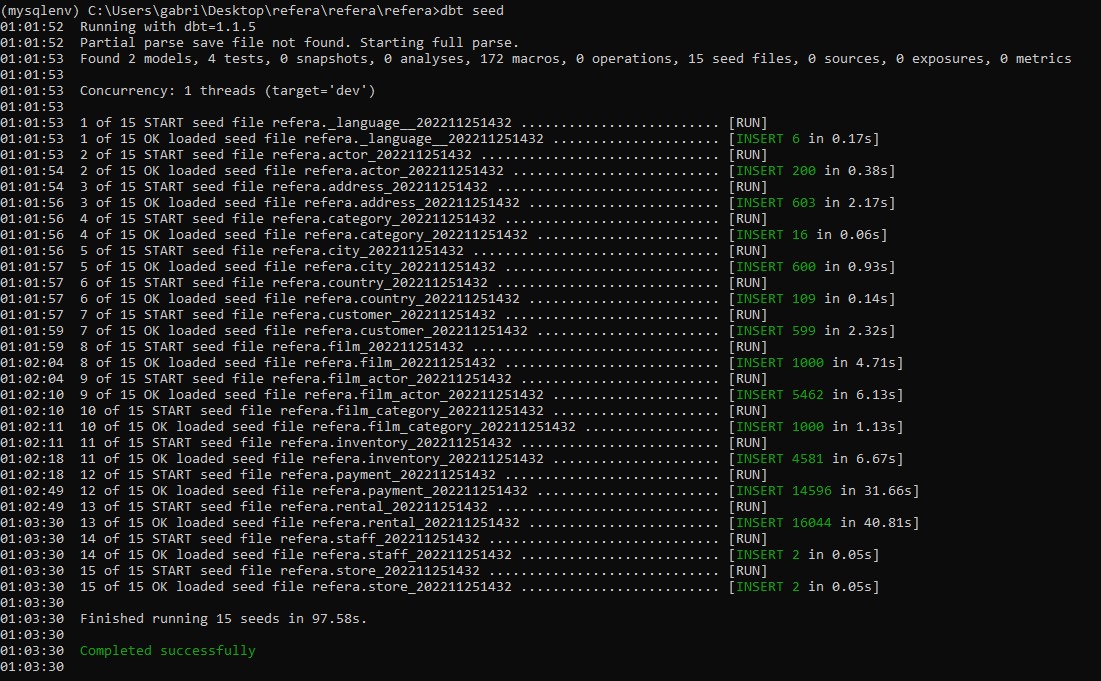 (mysqlenv) C:\Users\gabri\Desktop\refera\refera\refera>dbt seed
01:01:52  Running with dbt=1.1.5
01:01:52  Partial parse save file not found. Starting full parse.
01:01:53  Found 2 models, 4 tests, 0 snapshots, 0 analyses, 172 macros, 0 operations, 15 seed files, 0 sources, 0 exposures, 0 metrics
01:01:53
01:01:53  Concurrency: 1 threads (target='dev')
01:01:53
01:01:53  1 of 15 START seed file refera._language__202211251432 ......................... [RUN]
01:01:53  1 of 15 OK loaded seed file refera._language__202211251432 ..................... [INSERT 6 in 0.17s]
01:01:53  2 of 15 START seed file refera.actor_202211251432 .............................. [RUN]
01:01:54  2 of 15 OK loaded seed file refera.actor_202211251432 .......................... [INSERT 200 in 0.38s]
01:01:54  3 of 15 START seed file refera.address_202211251432 ............................ [RUN]
01:01:56  3 of 15 OK loaded seed file refera.address_202211251432 ........................ [INSERT 603 in 2.17s]
01:01:56  4 of 15 START seed file refera.category_202211251432 ........................... [RUN]
01:01:56  4 of 15 OK loaded seed file refera.category_202211251432 ....................... [INSERT 16 in 0.06s]
01:01:56  5 of 15 START seed file refera.city_202211251432 ............................... [RUN]
01:01:57  5 of 15 OK loaded seed file refera.city_202211251432 ........................... [INSERT 600 in 0.93s]
01:01:57  6 of 15 START seed file refera.country_202211251432 ............................ [RUN]
01:01:57  6 of 15 OK loaded seed file refera.country_202211251432 ........................ [INSERT 109 in 0.14s]
01:01:57  7 of 15 START seed file refera.customer_202211251432 ........................... [RUN]
01:01:59  7 of 15 OK loaded seed file refera.customer_202211251432 ....................... [INSERT 599 in 2.32s]
01:01:59  8 of 15 START seed file refera.film_202211251432 ............................... [RUN]
01:02:04  8 of 15 OK loaded seed file refera.film_202211251432 ........................... [INSERT 1000 in 4.71s]
01:02:04  9 of 15 START seed file refera.film_actor_202211251432 ......................... [RUN]
01:02:10  9 of 15 OK loaded seed file refera.film_actor_202211251432 ..................... [INSERT 5462 in 6.13s]
01:02:10  10 of 15 START seed file refera.film_category_202211251432 ..................... [RUN]
01:02:11  10 of 15 OK loaded seed file refera.film_category_202211251432 ................. [INSERT 1000 in 1.13s]
01:02:11  11 of 15 START seed file refera.inventory_202211251432 ......................... [RUN]
01:02:18  11 of 15 OK loaded seed file refera.inventory_202211251432 ..................... [INSERT 4581 in 6.67s]
01:02:18  12 of 15 START seed file refera.payment_202211251432 ........................... [RUN]
01:02:49  12 of 15 OK loaded seed file refera.payment_202211251432 ....................... [INSERT 14596 in 31.66s]
01:02:49  13 of 15 START seed file refera.rental_202211251432 ............................ [RUN]
01:03:30  13 of 15 OK loaded seed file refera.rental_202211251432 ........................ [INSERT 16044 in 40.81s]
01:03:30  14 of 15 START seed file refera.staff_202211251432 ............................. [RUN]
01:03:30  14 of 15 OK loaded seed file refera.staff_202211251432 ......................... [INSERT 2 in 0.05s]
01:03:30  15 of 15 START seed file refera.store_202211251432 ............................. [RUN]
01:03:30  15 of 15 OK loaded seed file refera.store_202211251432 ......................... [INSERT 2 in 0.05s]
01:03:30
01:03:30  Finished running 15 seeds in 97.58s.
01:03:30
01:03:30  Completed successfully
01:03:30